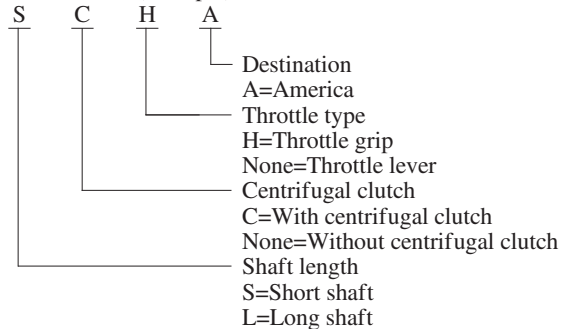 S C H A
Destination
A=America
Throttle type
H=Throttle grip
None=Throttle lever
Centrifugal clutch
C=With centrifugal clutch
None=Without centrifugal clutch
Shaft length
S=Short shaft
L=Long shaft